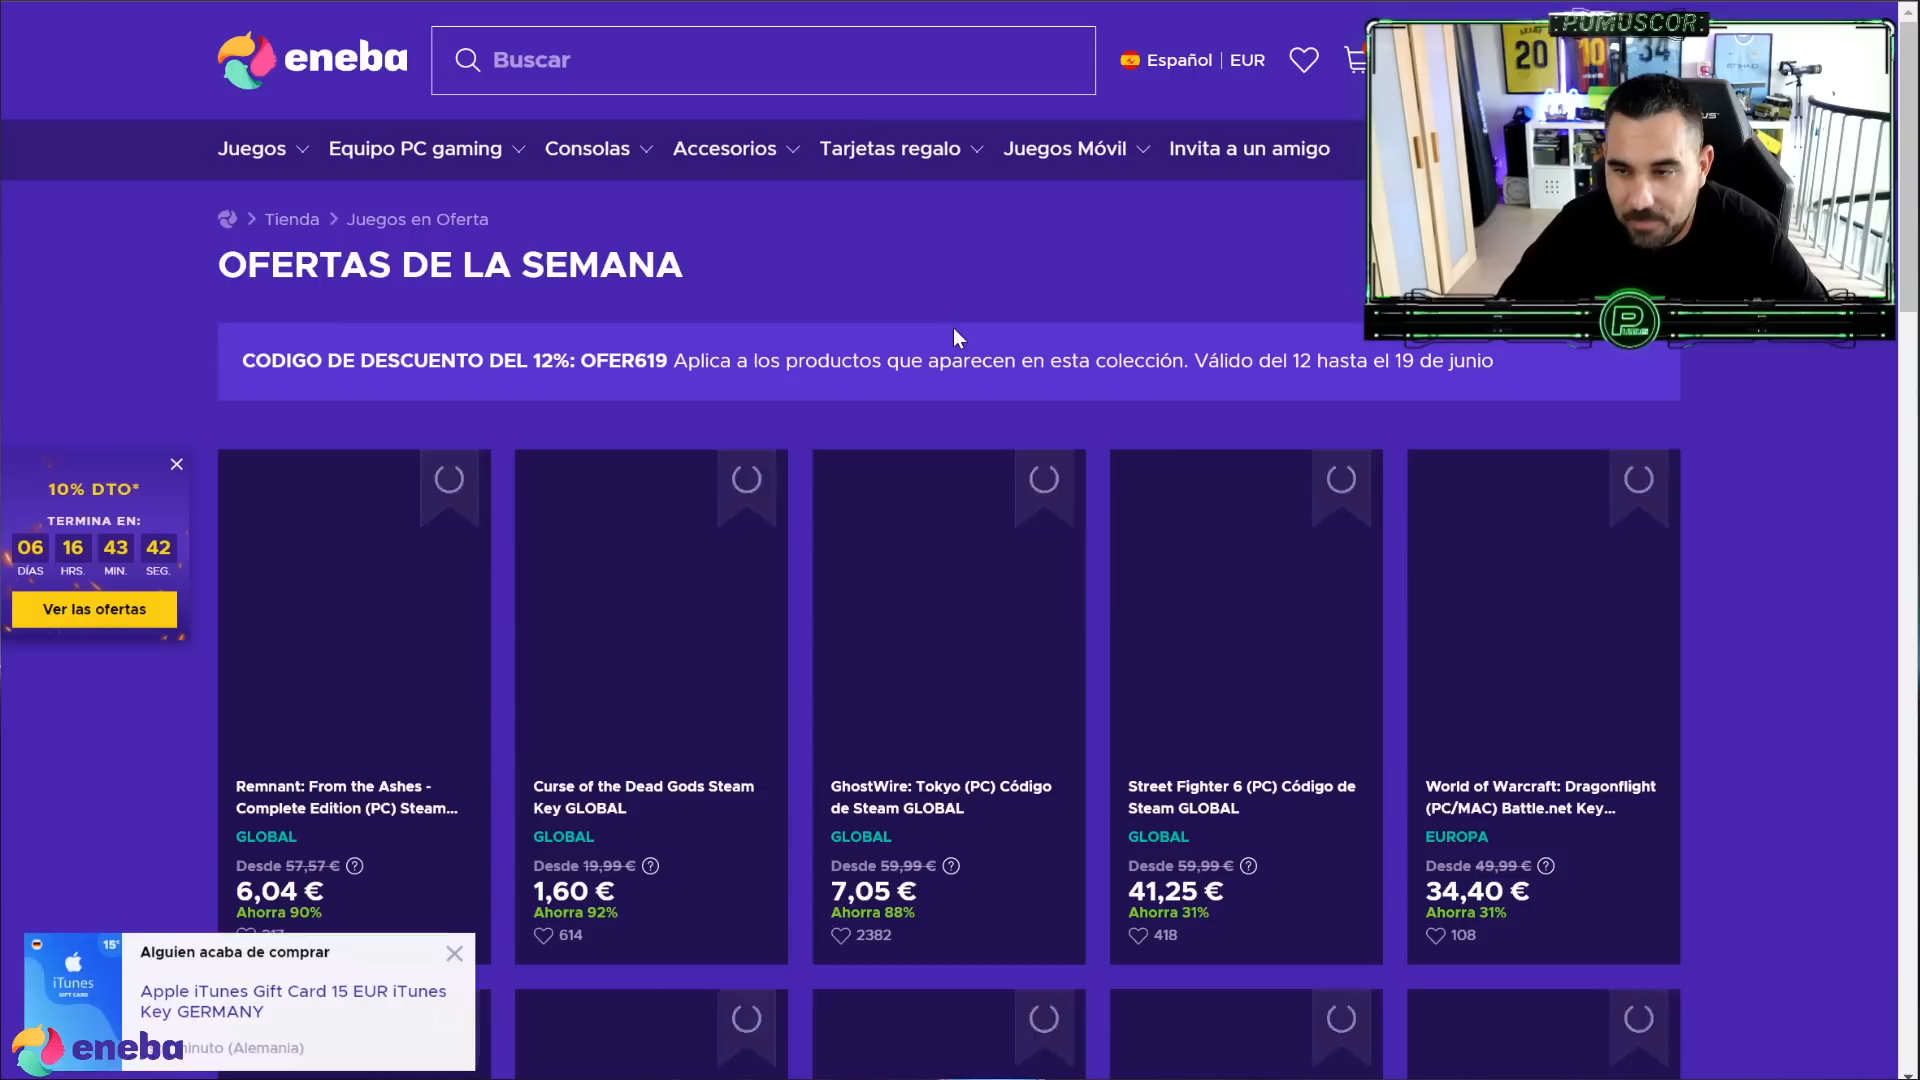 eneba
Buscar
Español | EUR
PUMUSCOR
20
10
34
ETIHAD
Juegos
Equipo PC gaming
Consolas
Accesorios
Tarjetas regalo
Juegos Móvil
Invita a un amigo
Tienda
Juegos en Oferta
OFERTAS DE LA SEMANA
CODIGO DE DESCUENTO DEL 12%: OFER619 Aplica a los productos que aparecen en esta colección. Válido del 12 hasta el 19 de junio
10% DTO*
TERMINA EN:
06 16 43 42
DÍAS HRS. MIN. SEG.
Ver las ofertas
Remnant: From the Ashes -
Complete Edition (PC) Steam...
GLOBAL
Desde 57,57 €
6,04 €
Ahorra 90%
Curse of the Dead Gods Steam
Key GLOBAL
GLOBAL
Desde 19,99 €
1,60 €
Ahorra 92%
614
GhostWire: Tokyo (PC) Código
de Steam GLOBAL
GLOBAL
Desde 59,99 €
7,05 €
Ahorra 88%
2382
Street Fighter 6 (PC) Código de
Steam GLOBAL
GLOBAL
Desde 59,99 €
41,25 €
Ahorra 31%
418
World of Warcraft: Dragonflight
(PC/MAC) Battle.net Key...
EUROPA
Desde 49,99 €
34,40 €
Ahorra 31%
108
15
iTunes
GIFT CARD
Alguien acaba de comprar
Apple iTunes Gift Card 15 EUR iTunes
Key GERMANY
(Alemania)
eneba